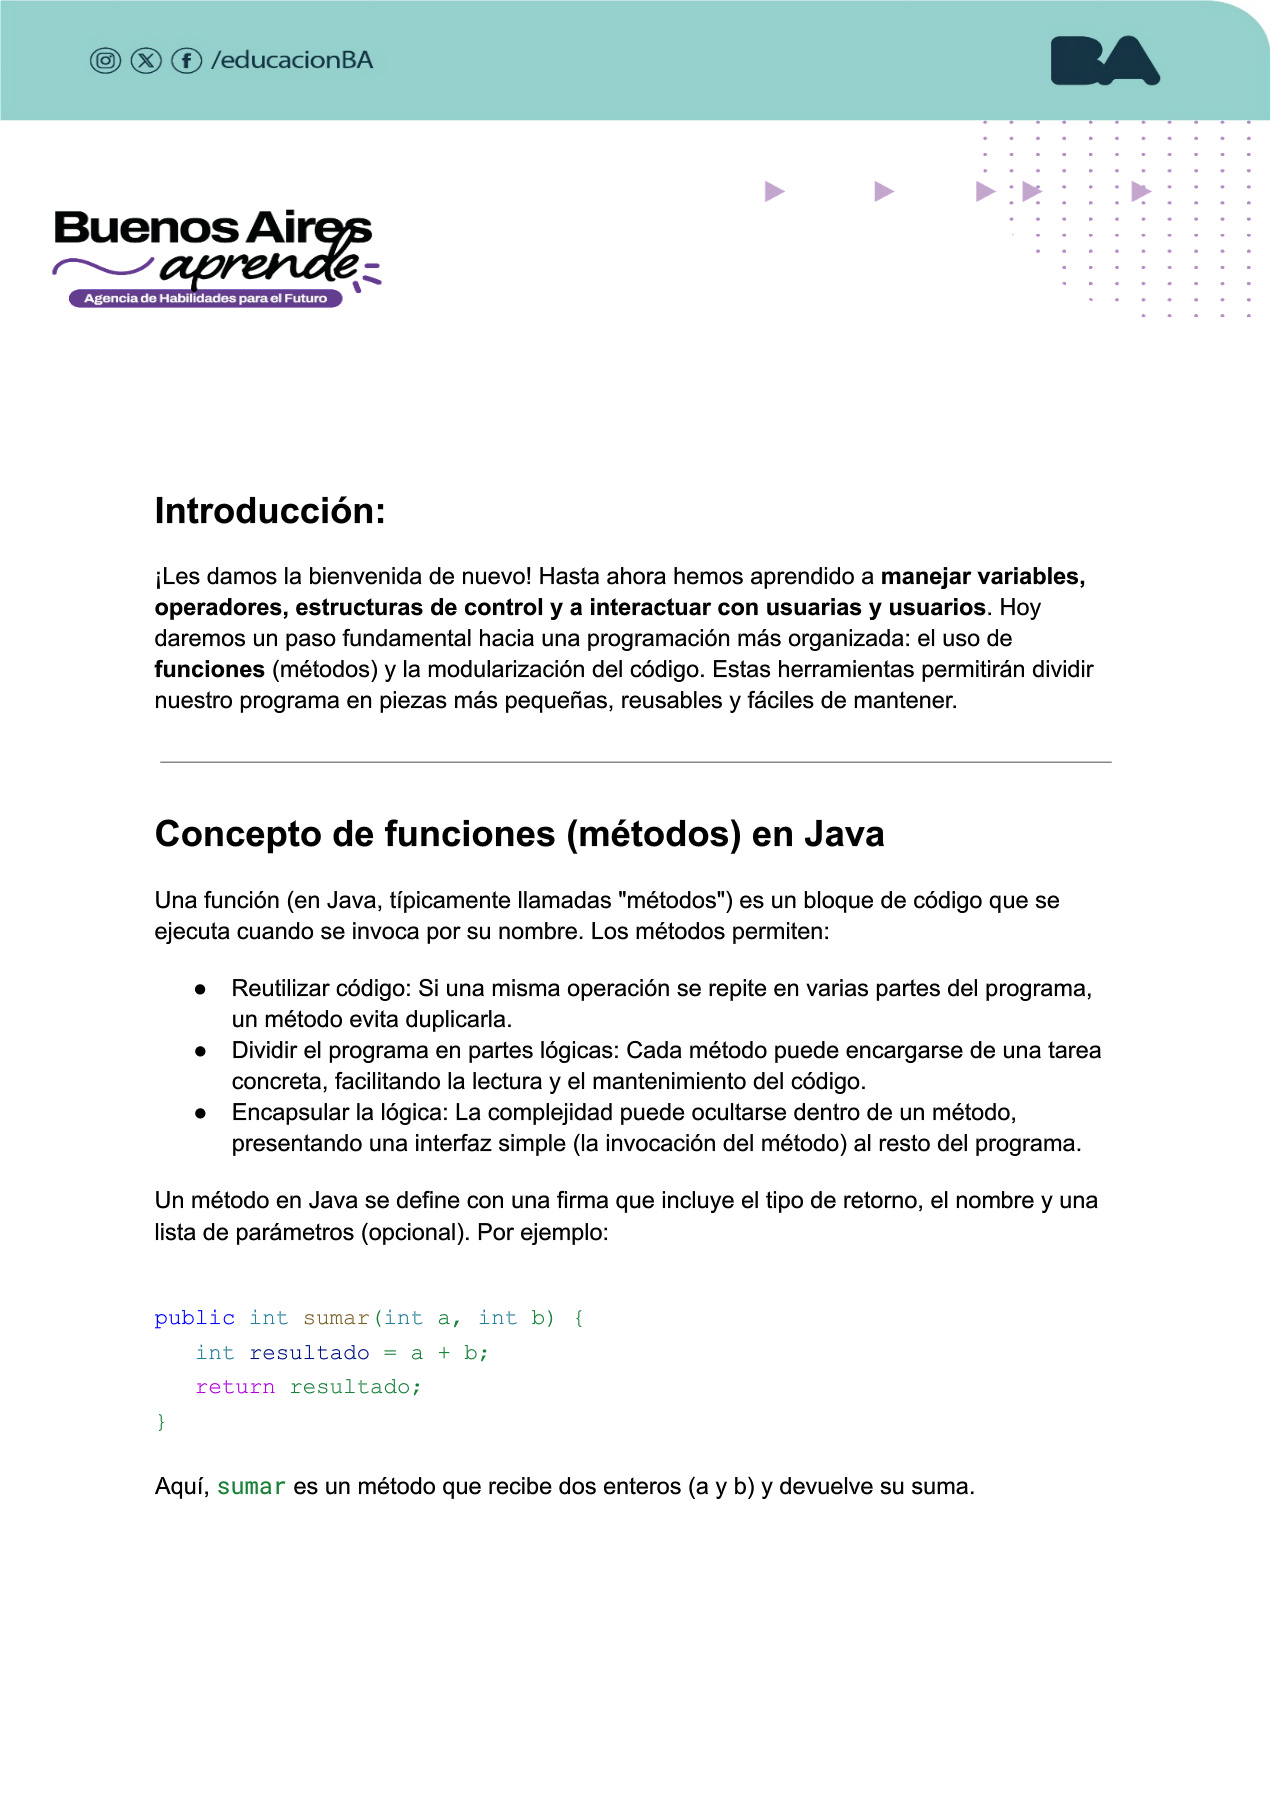 /educacionBA
BA
Buenos Aires
aprende
Agencia de Habilidades para el Futuro
Introducción:
¡Les damos la bienvenida de nuevo! Hasta ahora hemos aprendido a manejar variables,
operadores, estructuras de control y a interactuar con usuarias y usuarios. Hoy
daremos un paso fundamental hacia una programación más organizada: el uso de
funciones (métodos) y la modularización del código. Estas herramientas permitirán dividir
nuestro programa en piezas más pequeñas, reusables y fáciles de mantener.
Concepto de funciones (métodos) en Java
Una función (en Java, típicamente llamadas "métodos") es un bloque de código que se
ejecuta cuando se invoca por su nombre. Los métodos permiten:
● Reutilizar código: Si una misma operación se repite en varias partes del programa,
un método evita duplicarla.
● Dividir el programa en partes lógicas: Cada método puede encargarse de una tarea
concreta, facilitando la lectura y el mantenimiento del código.
● Encapsular la lógica: La complejidad puede ocultarse dentro de un método,
presentando una interfaz simple (la invocación del método) al resto del programa.
Un método en Java se define con una firma que incluye el tipo de retorno, el nombre y una
lista de parámetros (opcional). Por ejemplo:
public int sumar(int a, int b) {
   int resultado = a + b;
   return resultado;
}
Aquí, sumar es un método que recibe dos enteros (a y b) y devuelve su suma.